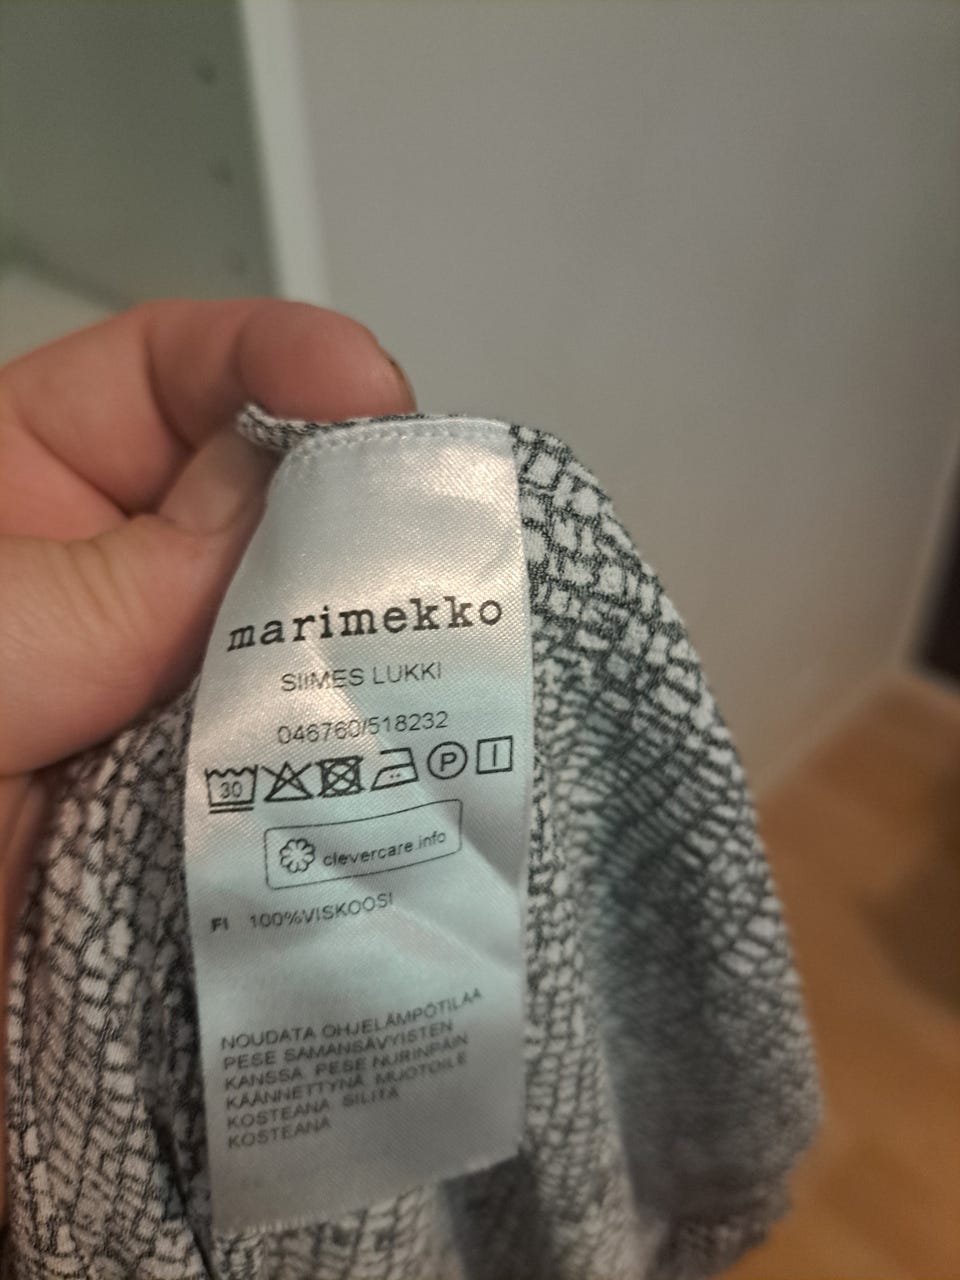 marimekko
SIIMES LUKKI
046760/518232
30 P
clevercare.info
FI 100%VISKOOSI
NOUDATA OHJELÄMPÖTILAA
PESE SAMANSÄVYISTEN
KANSSA PESE NURINPÄIN
KÄÄNNETTYNÄ MUOTOILE
KOSTEANA SILITÄ
KOSTEANA